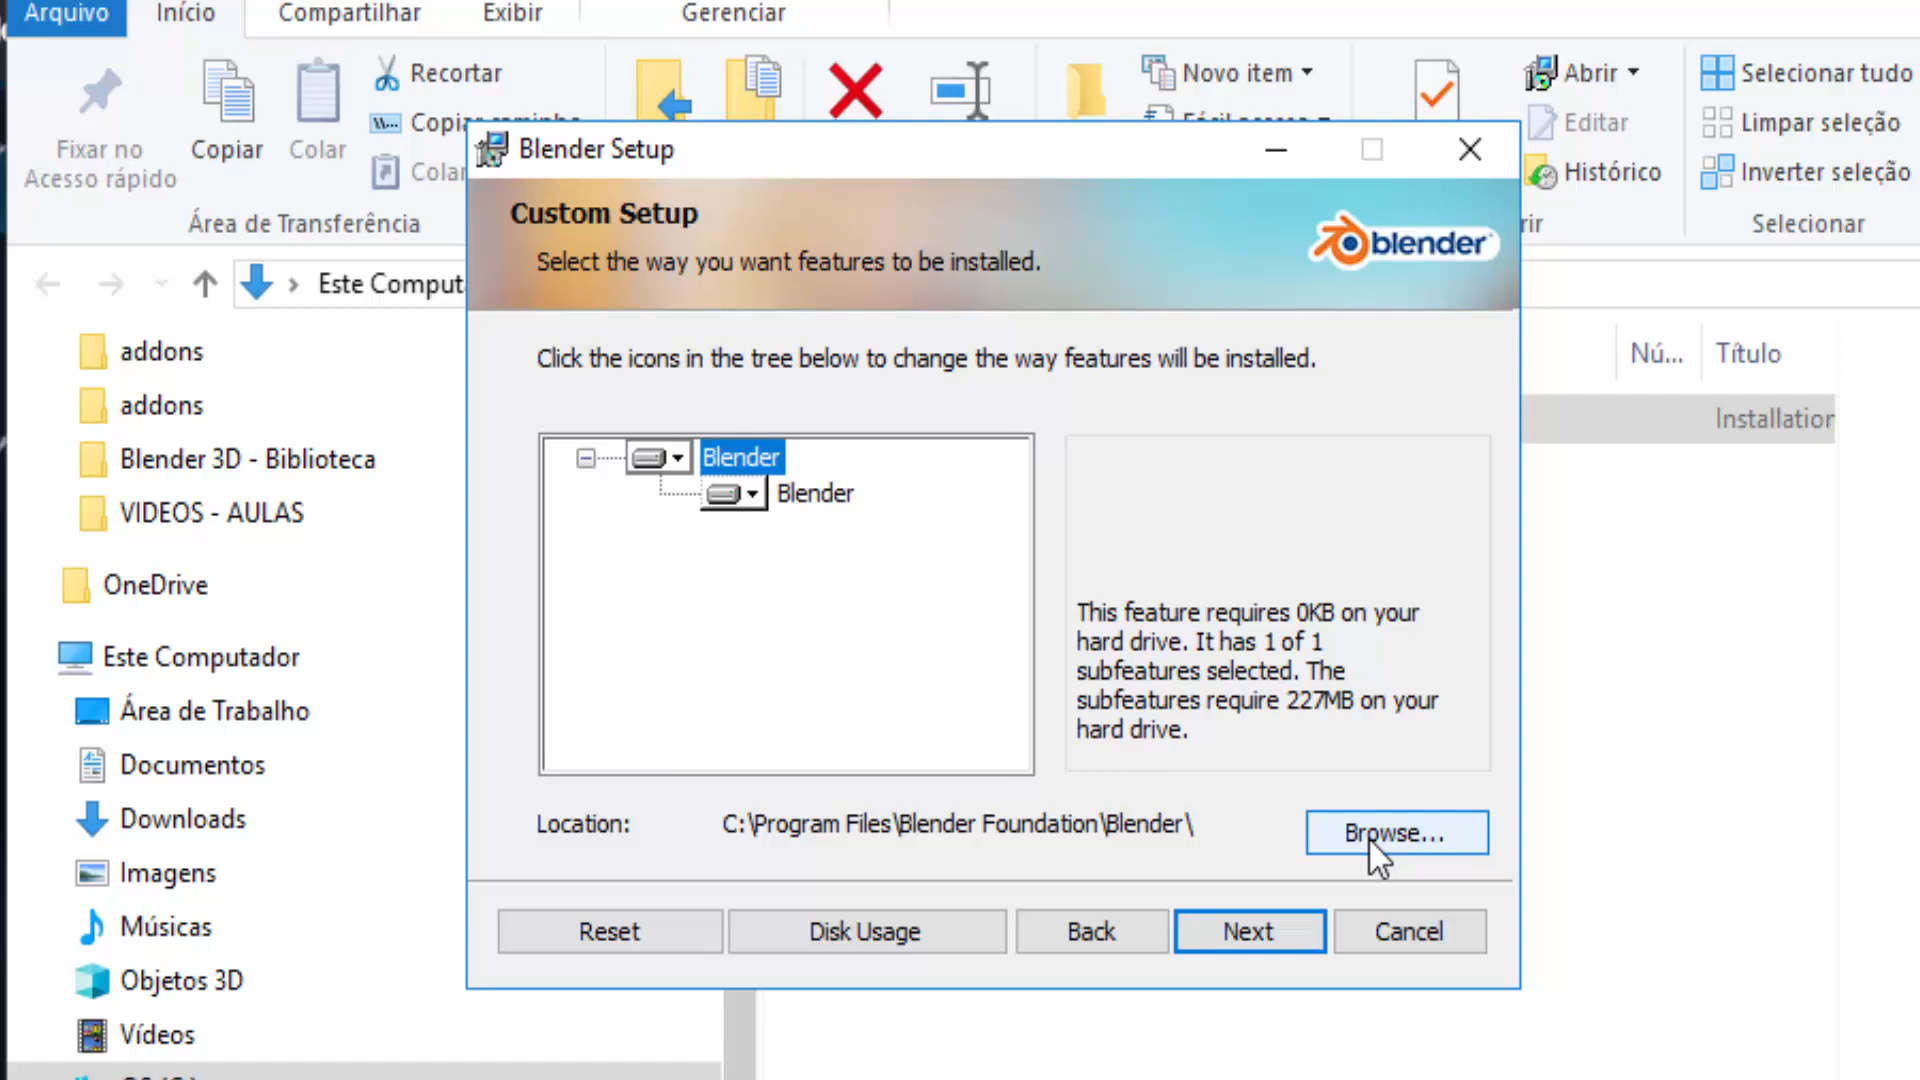 Arquivo
Início
Compartilhar
Exibir
Gerenciar
Fixar no
Acesso rápido
Copiar
Colar
Recortar
Copiar caminho
Colar
Novo item
Fácil acesso
Abrir
Editar
Histórico
Selecionar tudo
Limpar seleção
Inverter seleção
Área de Transferência
Selecionar
Este Comput
addons
addons
Blender 3D - Biblioteca
VIDEOS - AULAS
OneDrive
Este Computador
Área de Trabalho
Documentos
Downloads
Imagens
Músicas
Objetos 3D
Vídeos
Nú...
Título
Installation
Blender Setup
Custom Setup
Select the way you want features to be installed.
blender
Click the icons in the tree below to change the way features will be installed.
Blender
Blender
This feature requires 0KB on your
hard drive. It has 1 of 1
subfeatures selected. The
subfeatures require 227MB on your
hard drive.
Location:
C:\Program Files\Blender Foundation\Blender\
Browse...
Reset
Disk Usage
Back
Next
Cancel